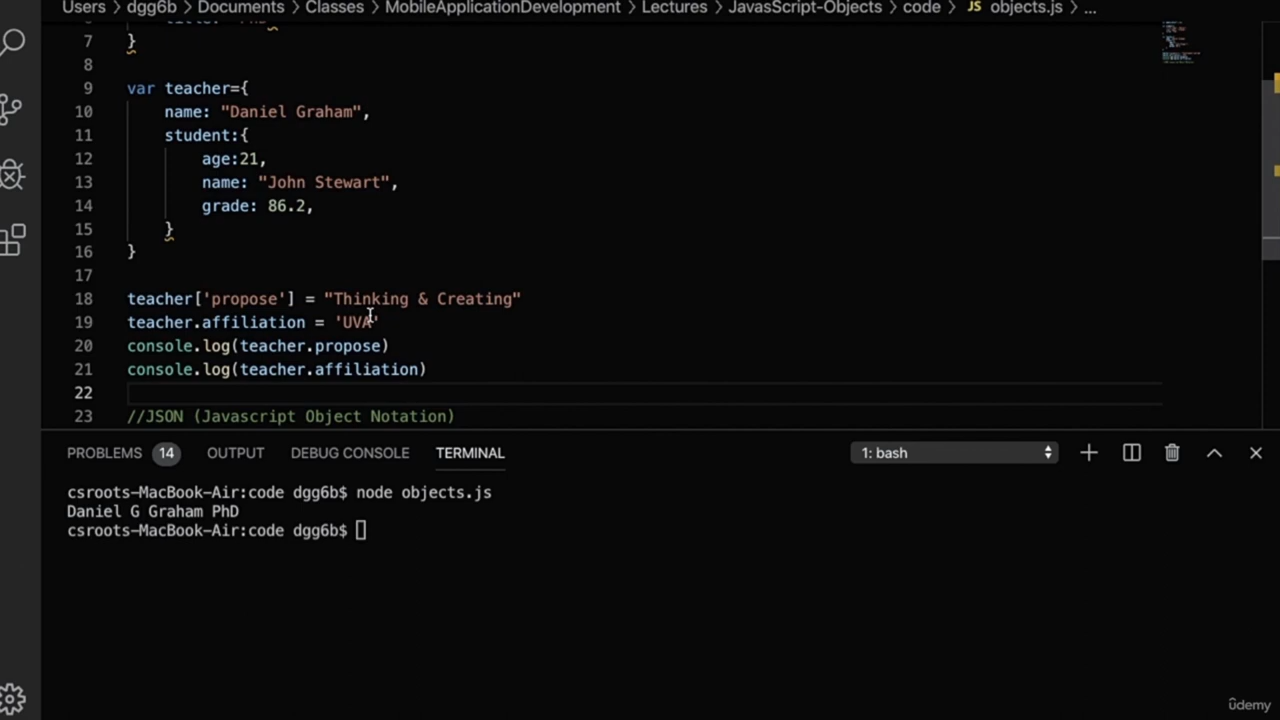 Users > dgg6b > Documents > Classes > MobileApplicationDevelopment > Lectures > JavasScript-Objects > code > JS objects.js > ...
7 }
8
9 var teacher={
10 name: "Daniel Graham",
11 student:{
12 age:21,
13 name: "John Stewart",
14 grade: 86.2,
15 }
16 }
17
18 teacher['propose'] = "Thinking & Creating"
19 teacher.affiliation = 'UVA'
20 console.log(teacher.propose)
21 console.log(teacher.affiliation)
22
23 //JSON (Javascript Object Notation)
PROBLEMS 14 OUTPUT DEBUG CONSOLE TERMINAL 1: bash
csroots-MacBook-Air:code dgg6b$ node objects.js
Daniel G Graham PhD
csroots-MacBook-Air:code dgg6b$
ûdemy